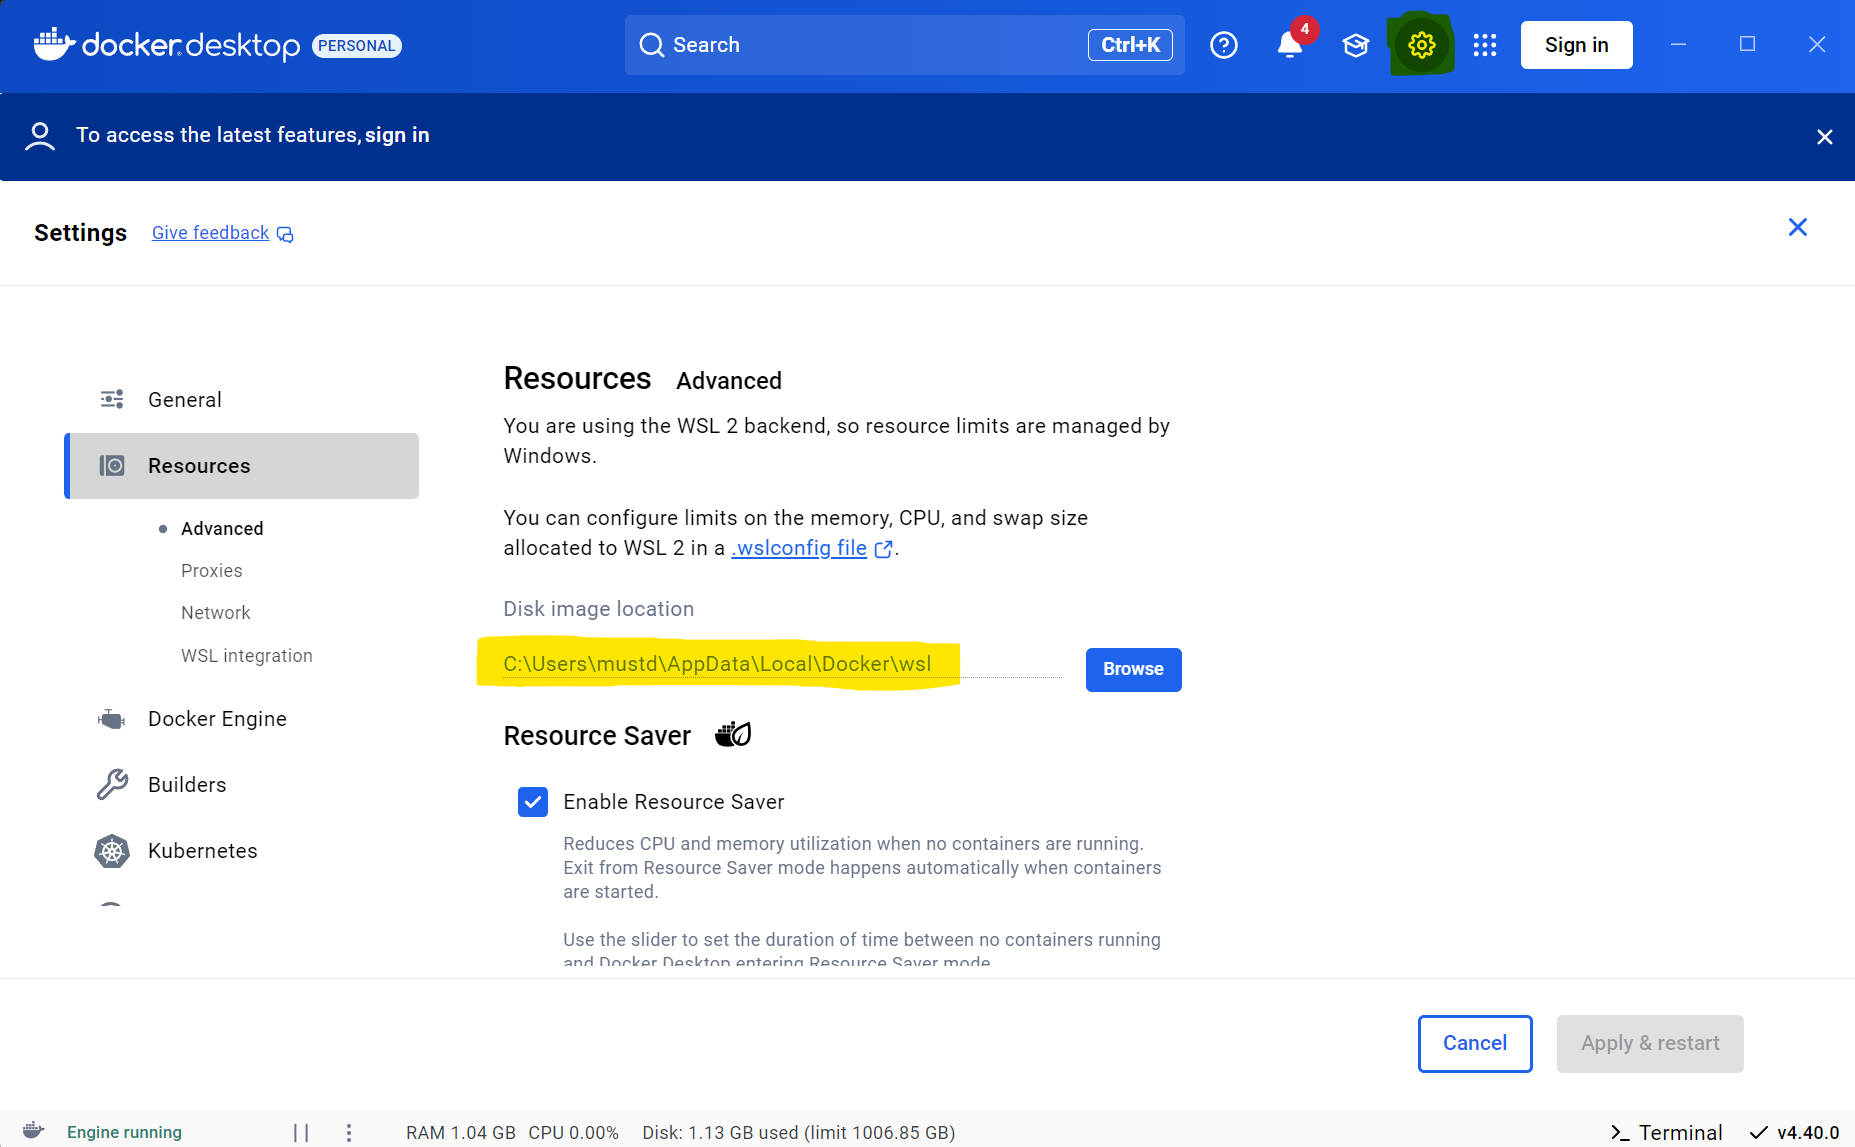 docker desktop PERSONAL
Search
Ctrl+K
4
Sign in
To access the latest features, sign in
Settings
Give feedback
General
Resources
Advanced
Proxies
Network
WSL integration
Docker Engine
Builders
Kubernetes
Resources Advanced
You are using the WSL 2 backend, so resource limits are managed by
Windows.
You can configure limits on the memory, CPU, and swap size
allocated to WSL 2 in a .wslconfig file .
Disk image location
C:\Users\mustd\AppData\Local\Docker\wsl
Browse
Resource Saver
Enable Resource Saver
Reduces CPU and memory utilization when no containers are running.
Exit from Resource Saver mode happens automatically when containers
are started.
Use the slider to set the duration of time between no containers running
and Docker Desktop entering Resource Saver mode.
Cancel
Apply & restart
Engine running
RAM 1.04 GB CPU 0.00% Disk: 1.13 GB used (limit 1006.85 GB)
Terminal
v4.40.0